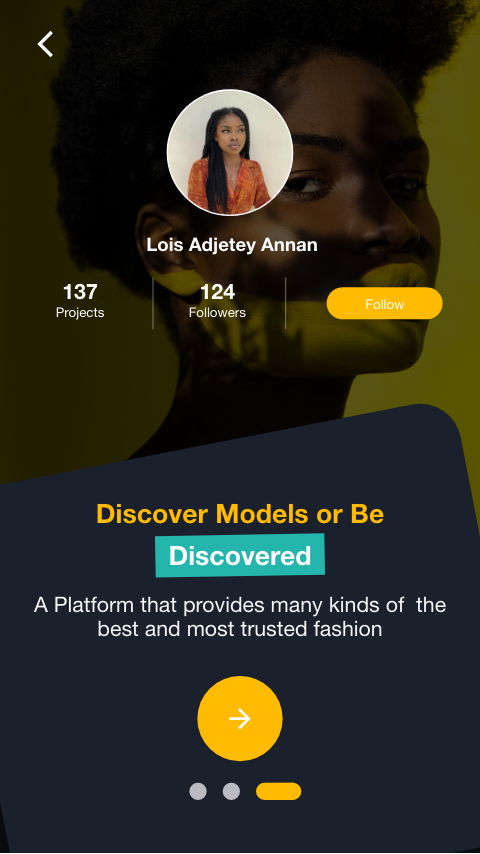 Lois Adjetey Annan
137
Projects
124
Followers
Follow
Discover Models or Be
Discovered
A Platform that provides many kinds of  the
best and most trusted fashion